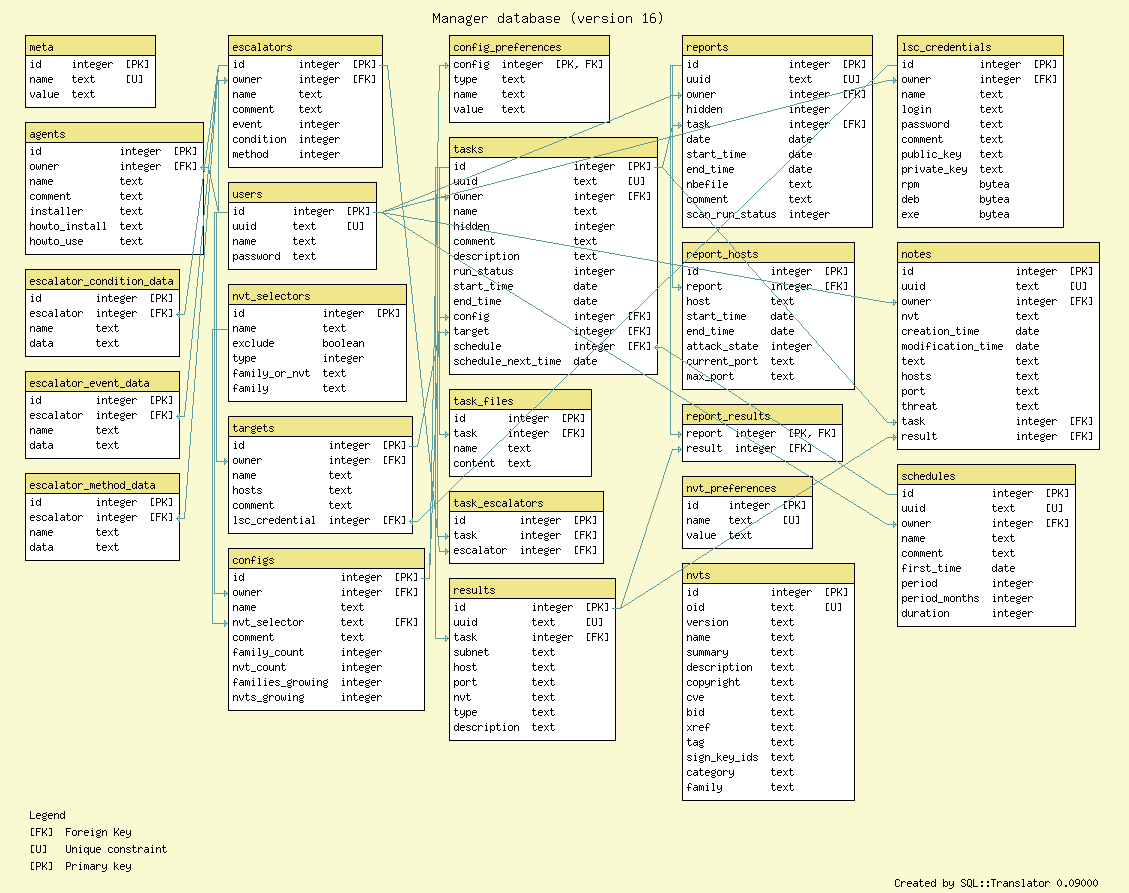 Manager database (version 16)
meta
id integer [PK]
name text [U]
value text
agents
id integer [PK]
owner integer [FK]
name text
comment text
installer text
howto_install text
howto_use text
escalator_condition_data
id integer [PK]
escalator integer [FK]
name text
data text
escalator_event_data
id integer [PK]
escalator integer [FK]
name text
data text
escalator_method_data
id integer [PK]
escalator integer [FK]
name text
data text
escalators
id integer [PK]
owner integer [FK]
name text
comment text
event integer
condition integer
method integer
users
id integer [PK]
uuid text [U]
name text
password text
nvt_selectors
id integer [PK]
name text
exclude boolean
type integer
family_or_nvt text
family text
targets
id integer [PK]
owner integer [FK]
name text
hosts text
comment text
lsc_credential integer [FK]
configs
id integer [PK]
owner integer [FK]
name text
nvt_selector text [FK]
comment text
family_count integer
nvt_count integer
families_growing integer
nvts_growing integer
config_preferences
config integer [PK, FK]
type text
name text
value text
tasks
id integer [PK]
uuid text [U]
owner integer [FK]
name text
hidden integer
comment text
description text
run_status integer
start_time date
end_time date
config integer [FK]
target integer [FK]
schedule integer [FK]
schedule_next_time date
task_files
id integer [PK]
task integer [FK]
name text
content text
task_escalators
id integer [PK]
task integer [FK]
escalator integer [FK]
results
id integer [PK]
uuid text [U]
task integer [FK]
subnet text
host text
port text
nvt text
type text
description text
reports
id integer [PK]
uuid text [U]
owner integer [FK]
hidden integer
task integer [FK]
date date
start_time date
end_time date
nbefile text
comment text
scan_run_status integer
report_hosts
id integer [PK]
report integer [FK]
host text
start_time date
end_time date
attack_state integer
current_port text
max_port text
report_results
report integer [PK, FK]
result integer [FK]
nvt_preferences
id integer [PK]
name text [U]
value text
nvts
id integer [PK]
oid text [U]
version text
name text
summary text
description text
copyright text
cve text
bid text
xref text
tag text
sign_key_ids text
category text
family text
lsc_credentials
id integer [PK]
owner integer [FK]
name text
login text
password text
comment text
public_key text
private_key text
rpm bytea
deb bytea
exe bytea
notes
id integer [PK]
uuid text [U]
owner integer [FK]
nvt text
creation_time date
modification_time date
text text
hosts text
port text
threat text
task integer [FK]
result integer [FK]
schedules
id integer [PK]
uuid text [U]
owner integer [FK]
name text
comment text
first_time date
period integer
period_months integer
duration integer
Legend
[FK] Foreign Key
[U] Unique constraint
[PK] Primary key
Created by SQL::Translator 0.09000